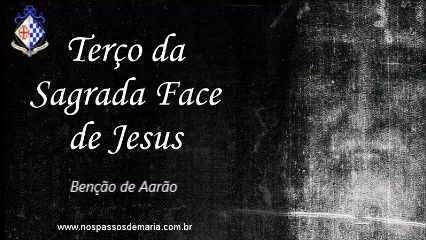 Terço da
Sagrada Face
de Jesus
Benção de Aarão
www.nospassosdemaria.com.br